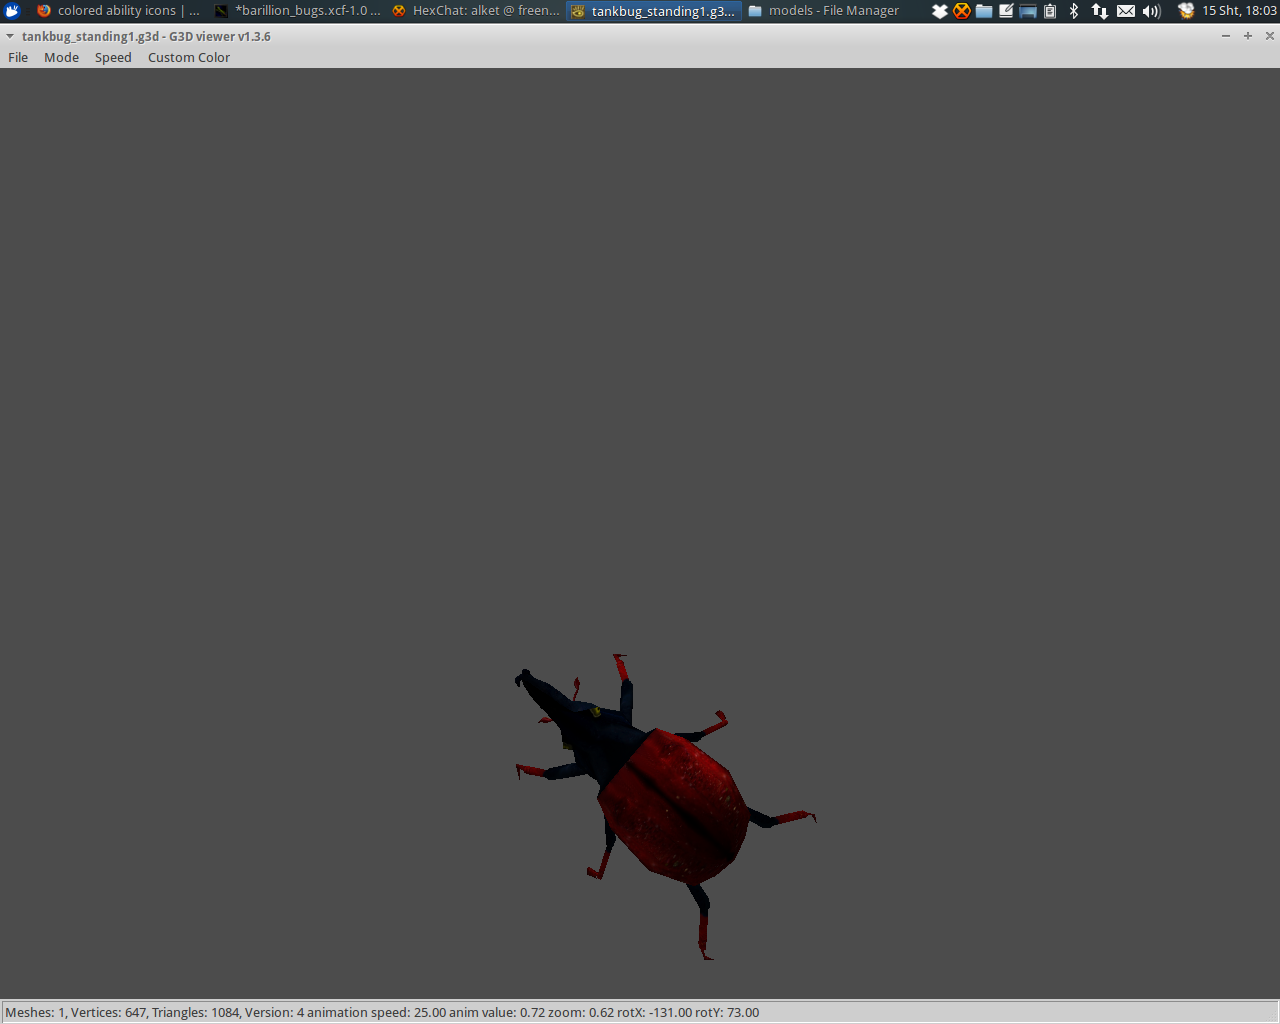 colored ability icons | ... *barillion_bugs.xcf-1.0 ... HexChat: alket @ freen... tankbug_standing1.g3... models - File Manager 15 Sht, 18:03
tankbug_standing1.g3d - G3D viewer v1.3.6
File Mode Speed Custom Color
Meshes: 1, Vertices: 647, Triangles: 1084, Version: 4 animation speed: 25.00 anim value: 0.72 zoom: 0.62 rotX: -131.00 rotY: 73.00